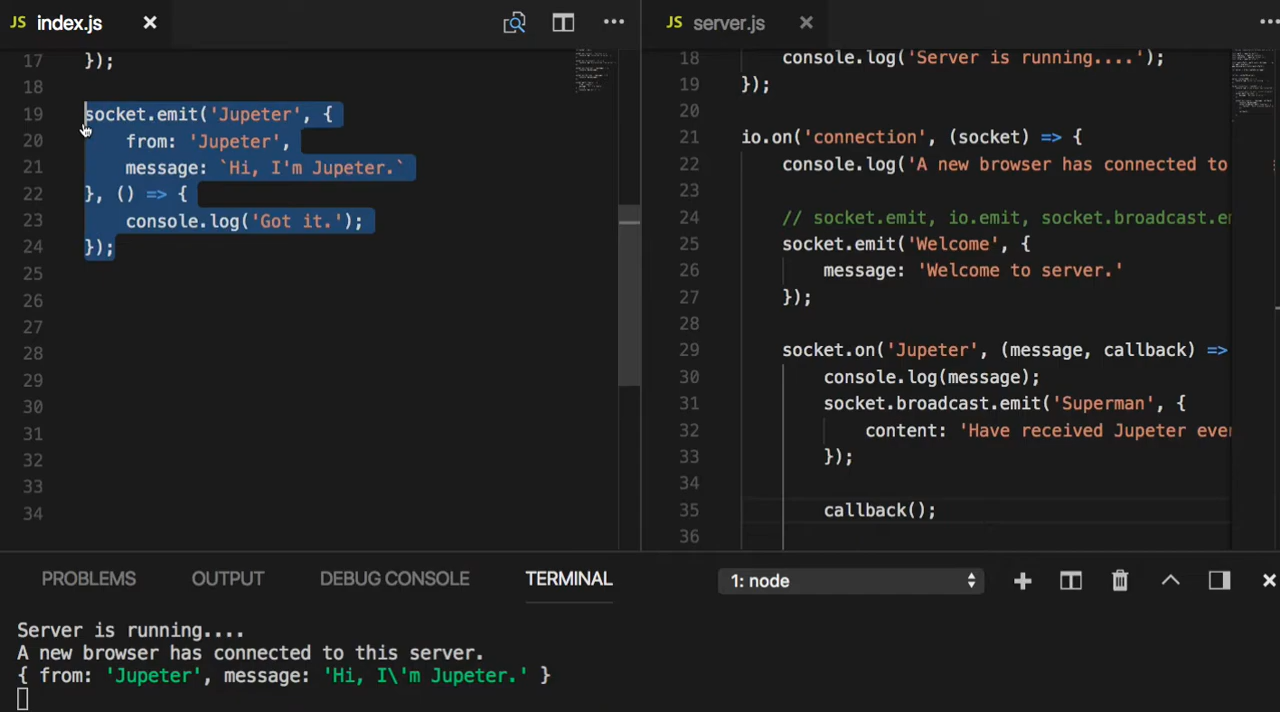 JS index.js
17 });
18
19 socket.emit('Jupeter', {
20 from: 'Jupeter',
21 message: `Hi, I'm Jupeter.`
22 }, () => {
23 console.log('Got it.');
24 });
25
26
27
28
29
30
31
32
33
34
JS server.js
18 console.log('Server is running....');
19 });
20
21 io.on('connection', (socket) => {
22 console.log('A new browser has connected to
23
24 // socket.emit, io.emit, socket.broadcast.em
25 socket.emit('Welcome', {
26 message: 'Welcome to server.'
27 });
28
29 socket.on('Jupeter', (message, callback) =>
30 console.log(message);
31 socket.broadcast.emit('Superman', {
32 content: 'Have received Jupeter ever
33 });
34
35 callback();
36
PROBLEMS OUTPUT DEBUG CONSOLE TERMINAL 1: node
Server is running....
A new browser has connected to this server.
{ from: 'Jupeter', message: 'Hi, I\'m Jupeter.' }